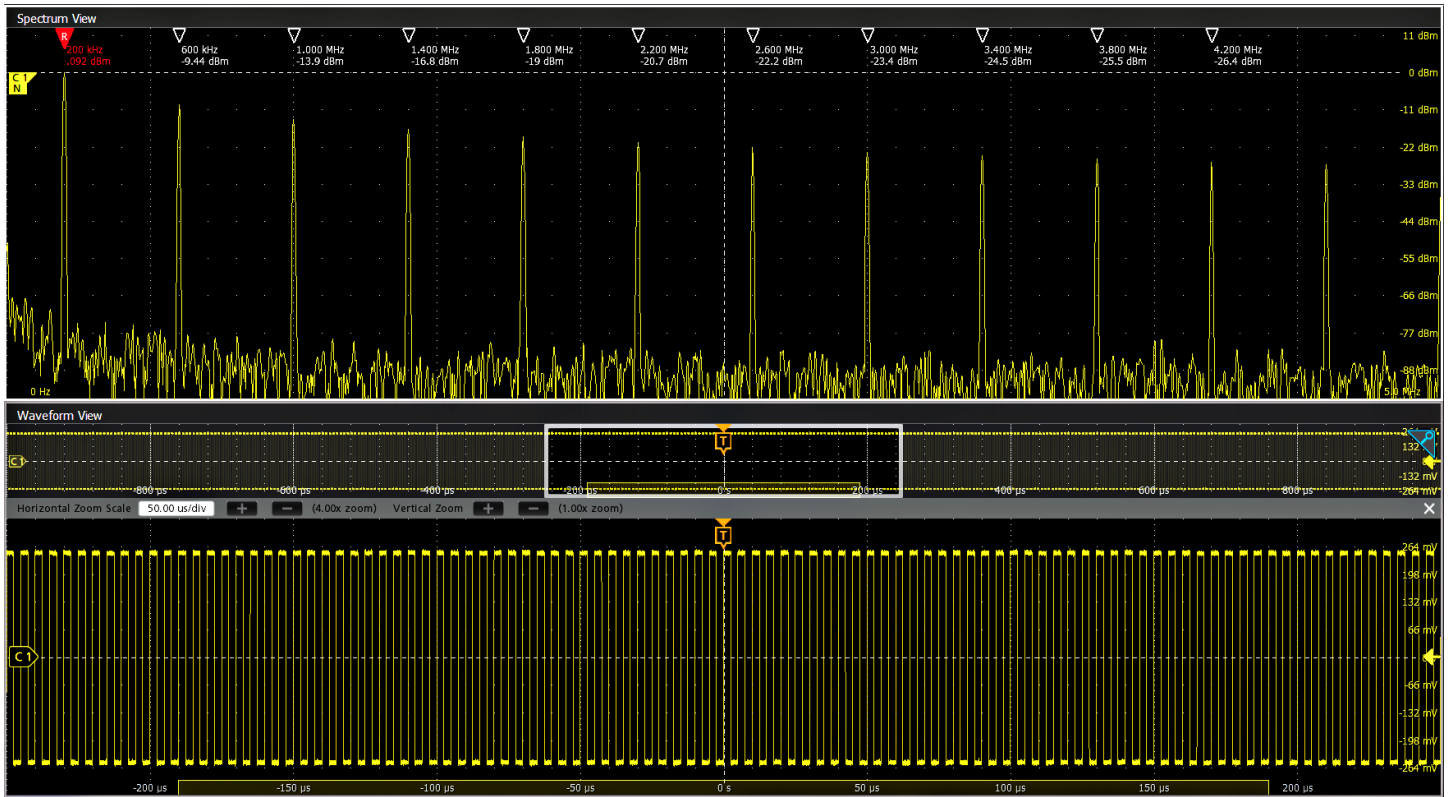 Spectrum View
R
200 kHz 600 kHz 1.000 MHz 1.400 MHz 1.800 MHz 2.200 MHz 2.600 MHz 3.000 MHz 3.400 MHz 3.800 MHz 4.200 MHz
.092 dBm -9.44 dBm -13.9 dBm -16.8 dBm -19 dBm -20.7 dBm -22.2 dBm -23.4 dBm -24.5 dBm -25.5 dBm -26.4 dBm
11 dBm
0 dBm
C 1
N
-11 dBm
-22 dBm
-33 dBm
-44 dBm
-55 dBm
-66 dBm
-77 dBm
-88 dBm
0 Hz 5.0 MHz
Waveform View
T
132
C 1
-132 mV
-264 mV
-800 µs -600 µs -400 µs -200 µs 0 s 200 µs 400 µs 600 µs 800 µs
Horizontal Zoom Scale 50.00 us/div + − (4.00x zoom) Vertical Zoom + − (1.00x zoom)
T
264 mV
198 mV
132 mV
66 mV
C 1
-66 mV
-132 mV
-198 mV
-264 mV
-200 µs -150 µs -100 µs -50 µs 0 s 50 µs 100 µs 150 µs 200 µs